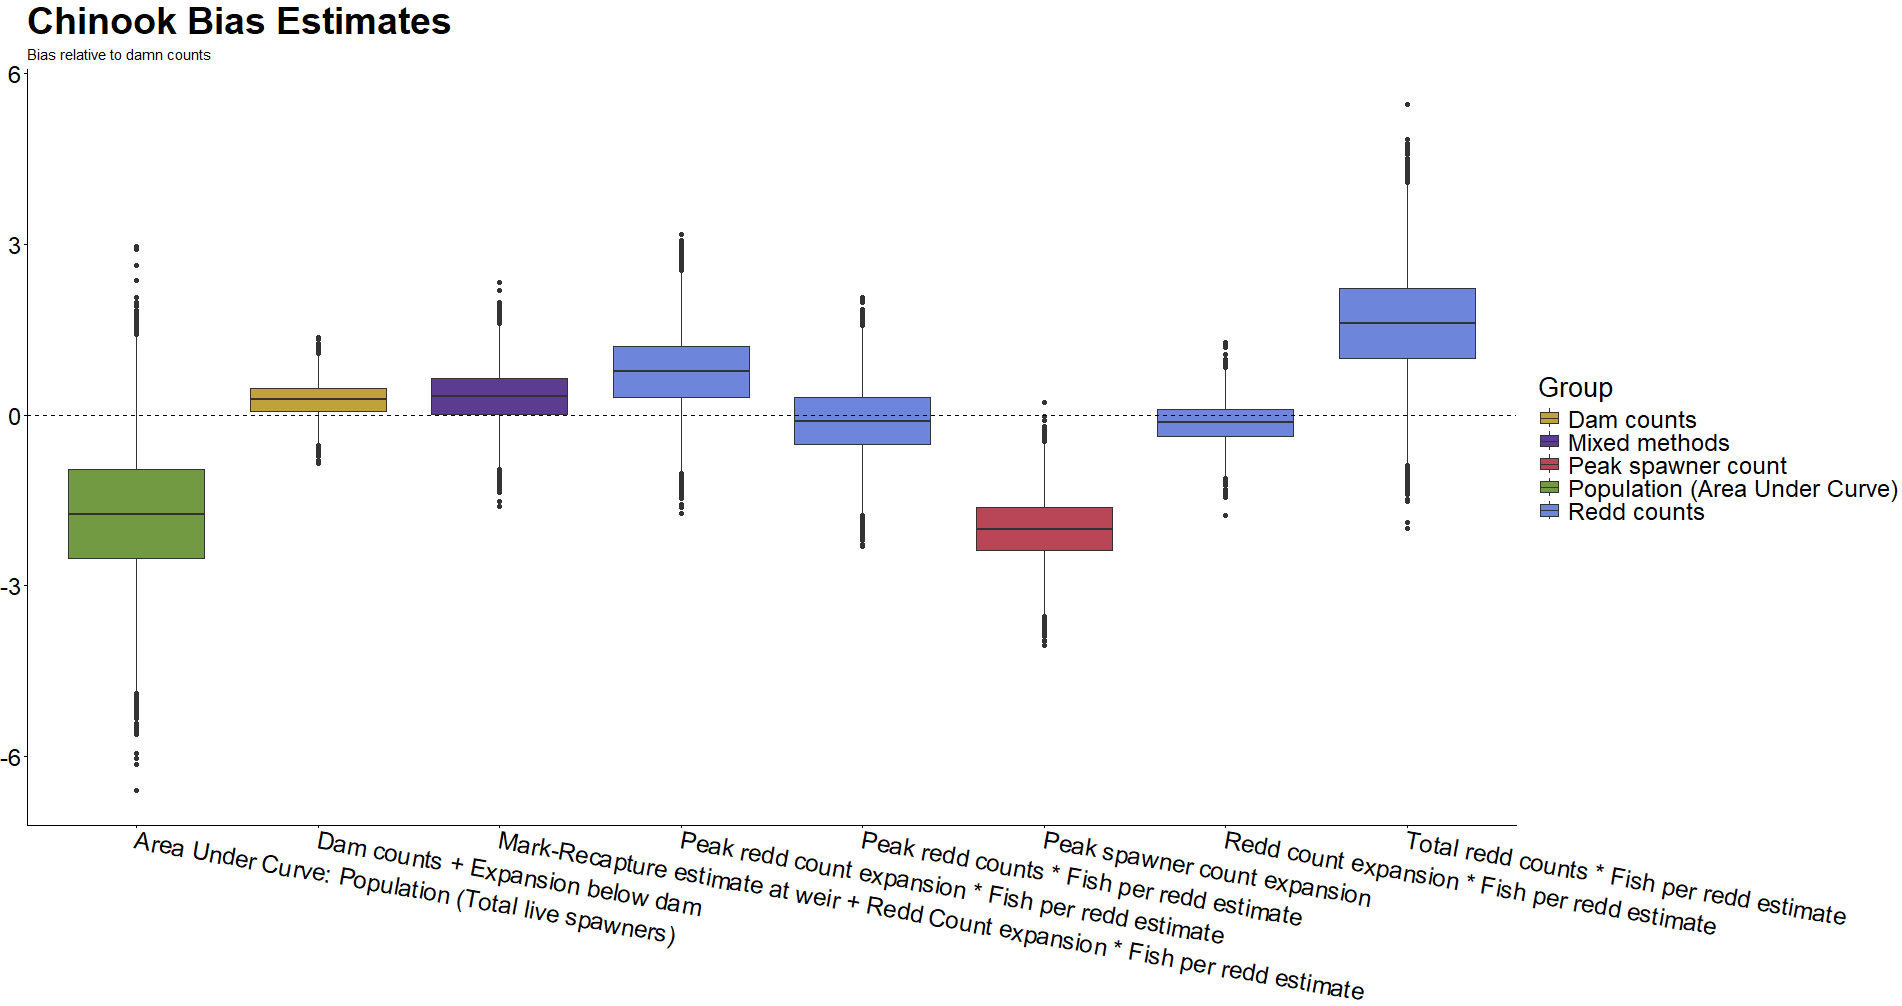 Chinook Bias Estimates
Bias relative to damn counts
6
3
0
-3
-6
Area Under Curve: Population (Total live spawners)
Dam counts + Expansion below dam
Mark-Recapture estimate at weir + Redd Count expansion * Fish per redd estimate
Peak redd count expansion * Fish per redd estimate
Peak redd counts * Fish per redd estimate
Peak spawner count expansion
Redd count expansion * Fish per redd estimate
Total redd counts * Fish per redd estimate
Group
Dam counts
Mixed methods
Peak spawner count
Population (Area Under Curve)
Redd counts